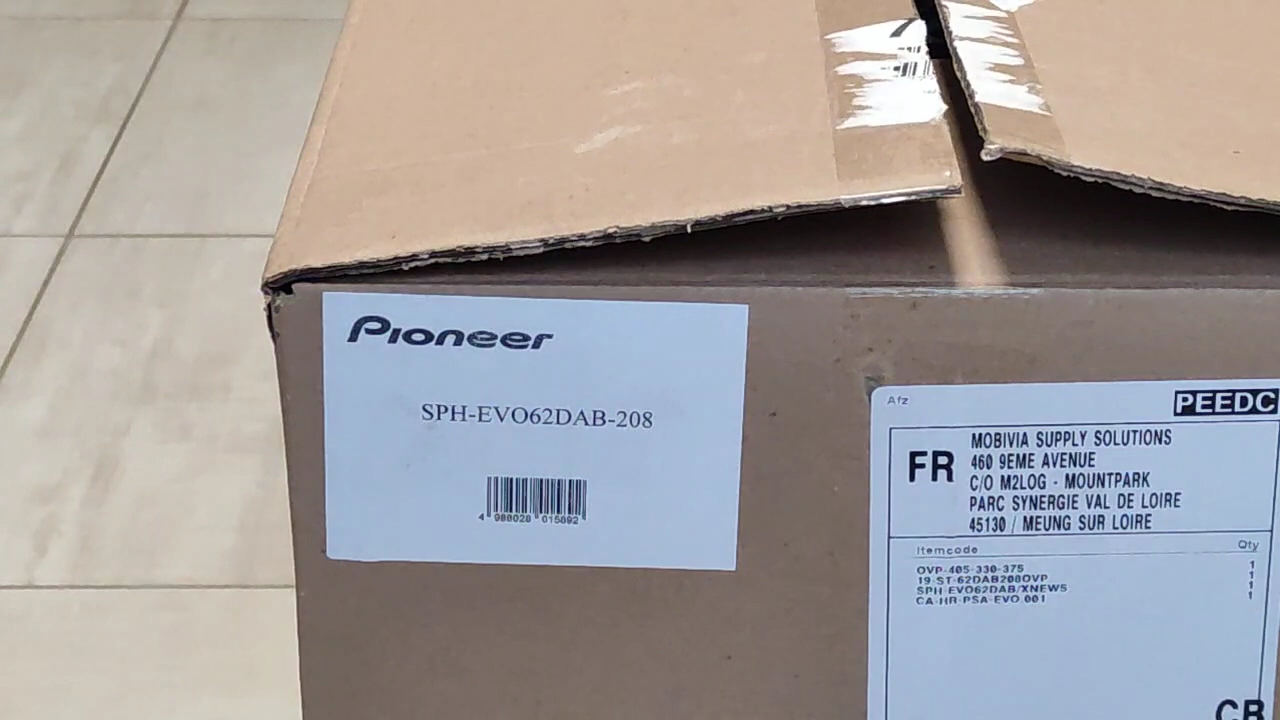 Pioneer
SPH-EVO62DAB-208
4 988028 015892
Afz
PEEDC
FR
MOBIVIA SUPPLY SOLUTIONS
460 9EME AVENUE
C/O M2LOG - MOUNTPARK
PARC SYNERGIE VAL DE LOIRE
45130 / MEUNG SUR LOIRE
Itemcode Qty
OVP-405-330-375 1
19-ST-62DAB208OVP 1
SPH-EVO62DAB/XNEW5 1
CA-HR-PSA-EVO.001 1